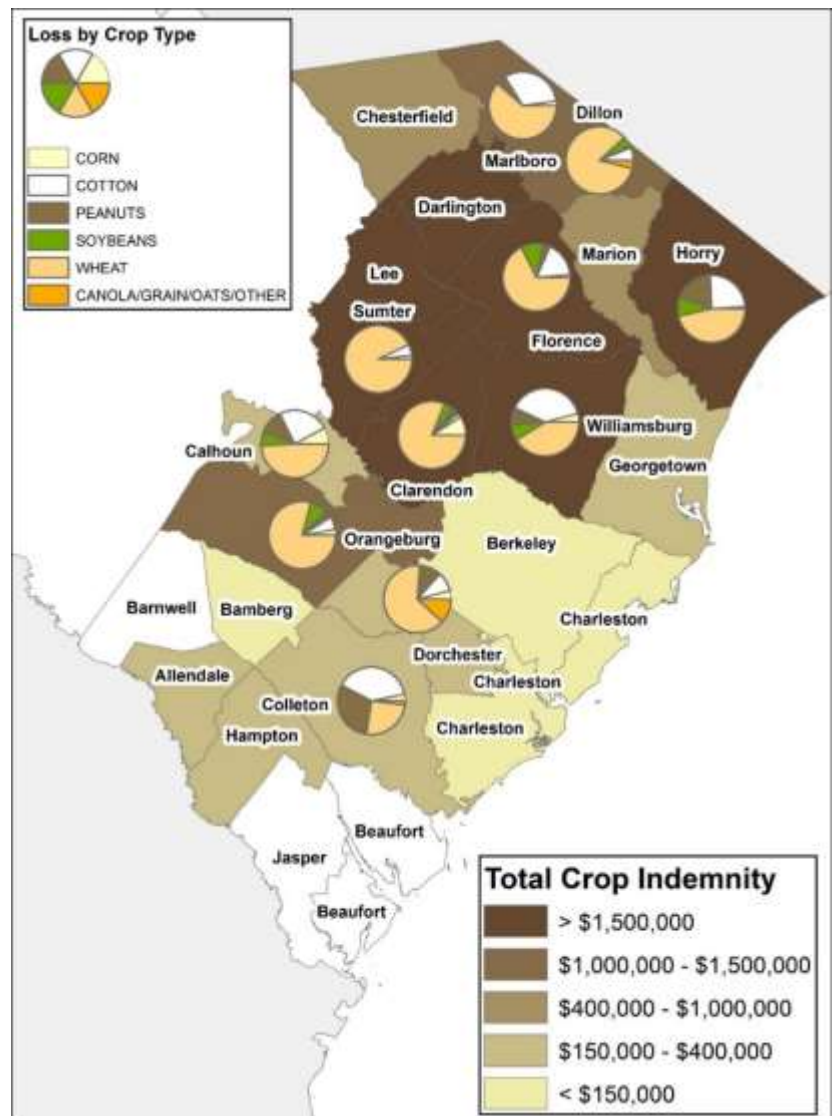 Loss by Crop Type
CORN
COTTON
PEANUTS
SOYBEANS
WHEAT
CANOLA/GRAIN/OATS/OTHER
Chesterfield
Dillon
Marlboro
Darlington
Lee
Marion
Horry
Sumter
Florence
Williamsburg
Calhoun
Georgetown
Clarendon
Orangeburg
Berkeley
Barnwell
Bamberg
Charleston
Dorchester
Allendale
Charleston
Colleton
Charleston
Hampton
Beaufort
Jasper
Beaufort
Total Crop Indemnity
> $1,500,000
$1,000,000 - $1,500,000
$400,000 - $1,000,000
$150,000 - $400,000
< $150,000